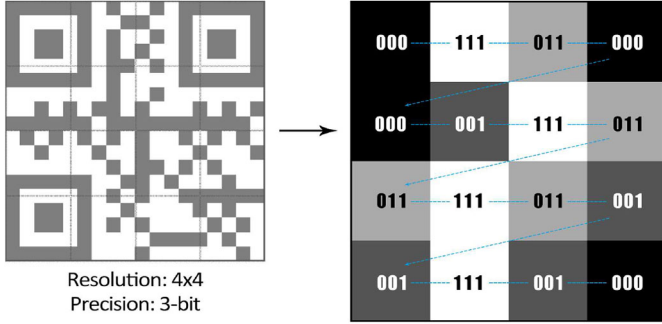 000 111 011 000
000 001 111 011
011 111 011 001
001 111 001 000
Resolution: 4x4
Precision: 3-bit